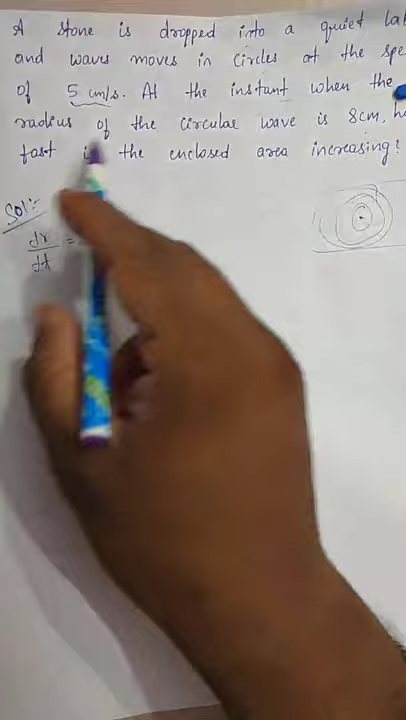 A stone is dropped into a quiet
and waves moves in circles at the
of 5 cm/s. At the instant when the
radius of the circular wave is 8cm,
fast the enclosed area increasing?
Sol:-
dr/dt =